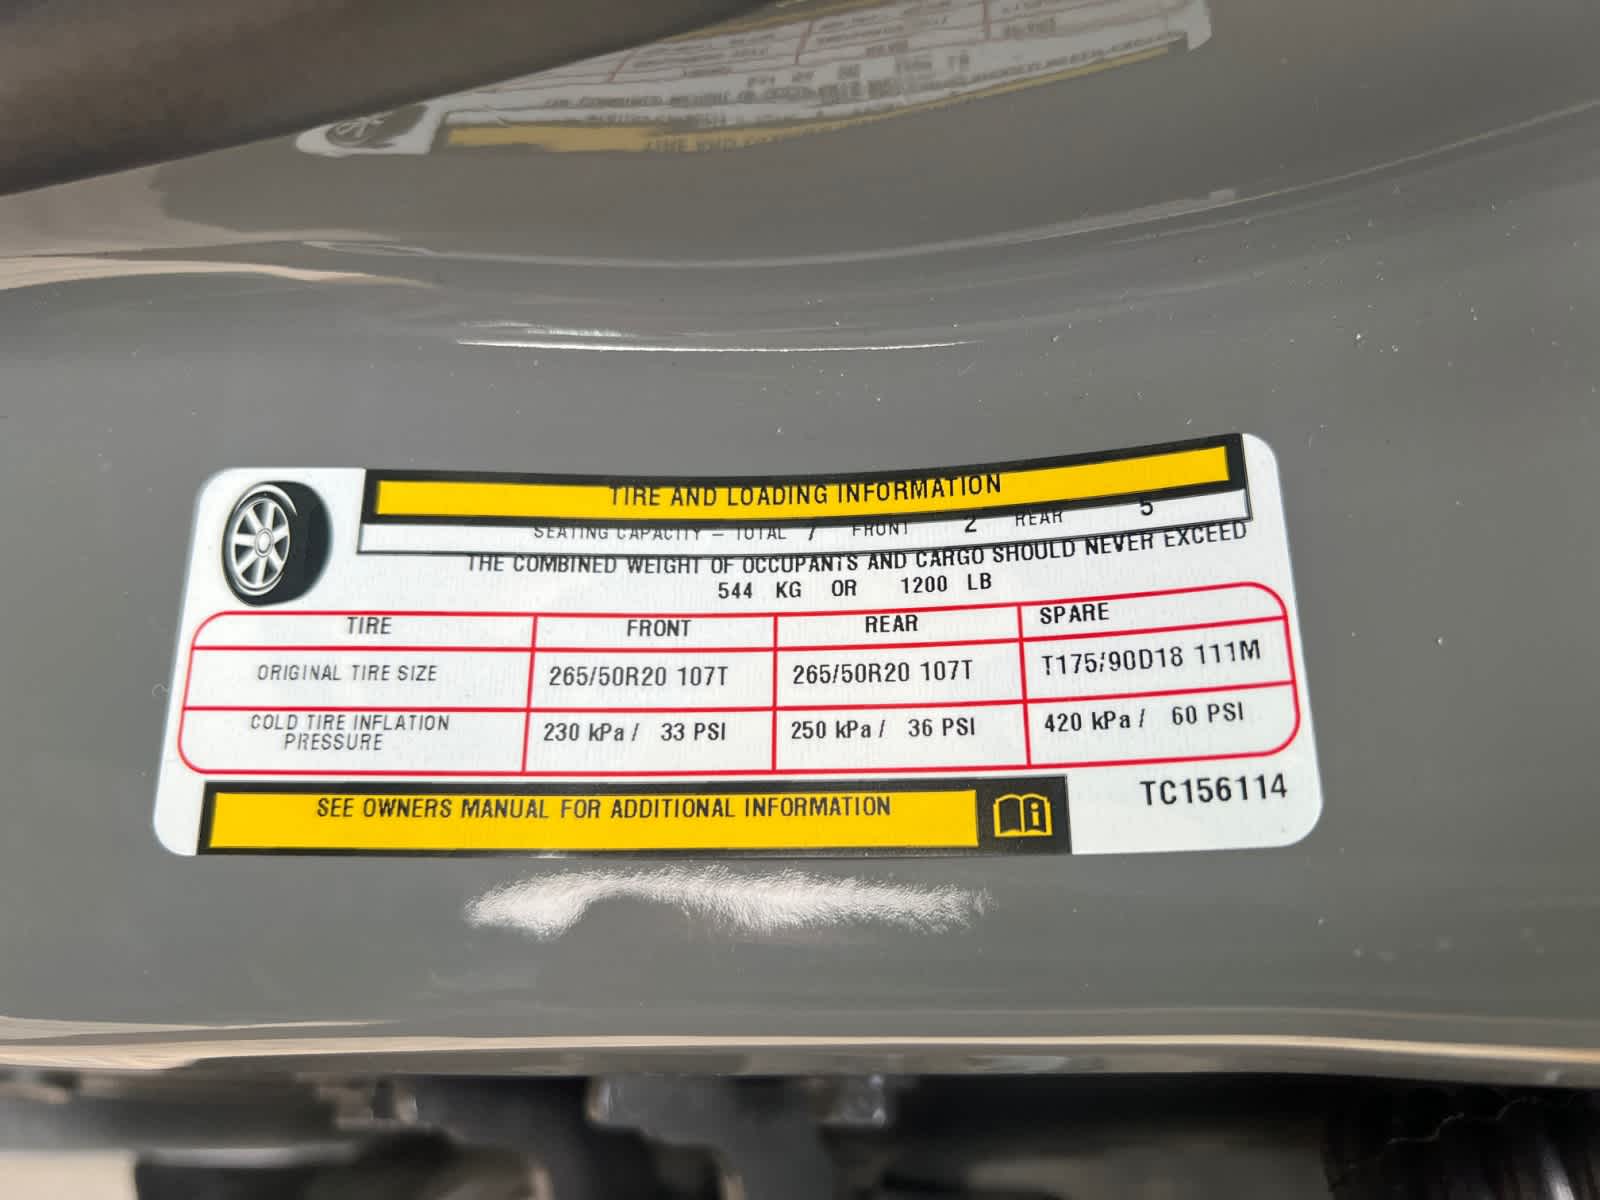 TIRE AND LOADING INFORMATION
SEATING CAPACITY – TOTAL 7 FRONT 2 REAR 5
THE COMBINED WEIGHT OF OCCUPANTS AND CARGO SHOULD NEVER EXCEED
544 KG OR 1200 LB
TIRE FRONT REAR SPARE
ORIGINAL TIRE SIZE 265/50R20 107T 265/50R20 107T T175/90D18 111M
COLD TIRE INFLATION
PRESSURE 230 kPa / 33 PSI 250 kPa / 36 PSI 420 kPa / 60 PSI
SEE OWNERS MANUAL FOR ADDITIONAL INFORMATION
TC156114